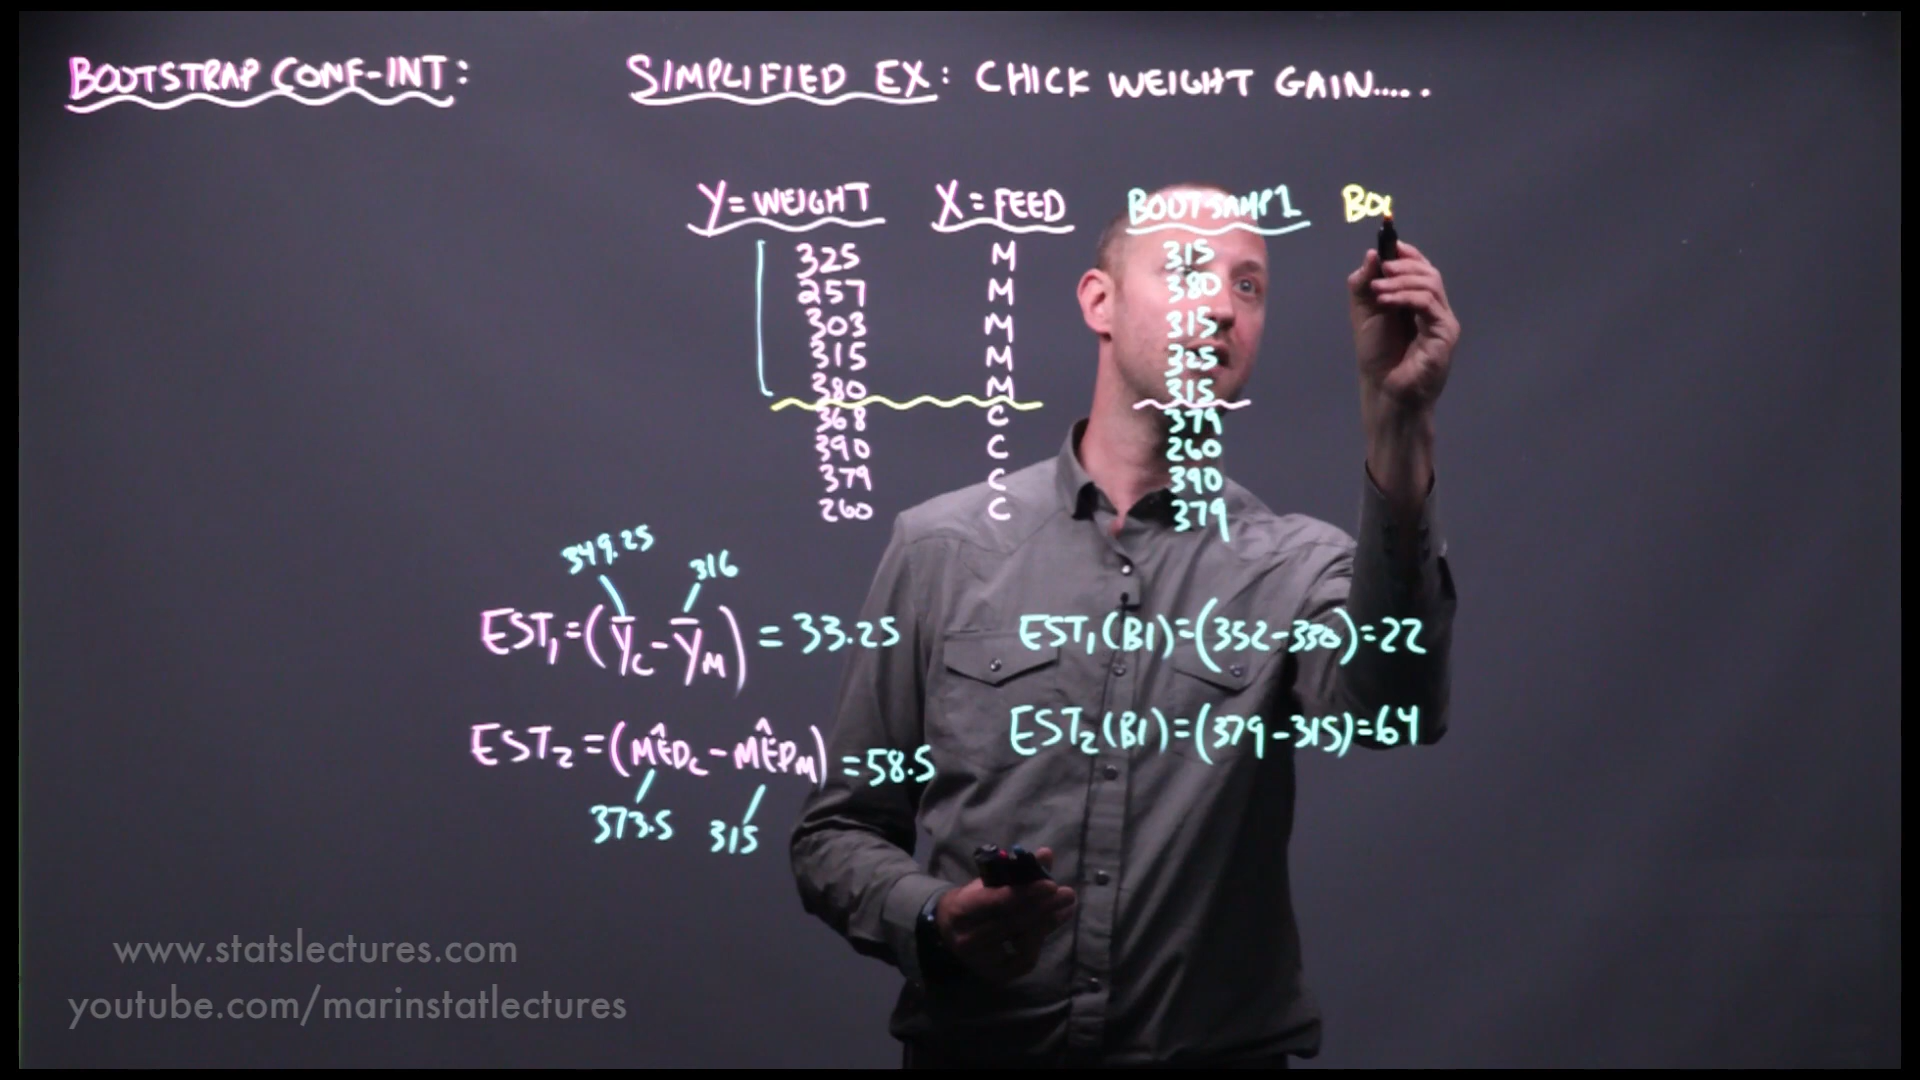 BOOTSTRAP CONF-INT:
SIMPLIFIED EX: CHICK WEIGHT GAIN.....
Y=WEIGHT X=FEED BOOTSAMP1 BOO
325 M 315
257 M 380
303 M 315
315 M 325
380 M 315
368 C 379
390 C 260
379 C 390
260 C 379
349.25 316
EST₁=(Ȳc-Ȳm)=33.25 EST₁(B1)=(352-330)=22
EST₂=(MÊDc-MÊDm)=58.5 EST₂(B1)=(379-315)=64
373.5 315
www.statslectures.com
youtube.com/marinstatlectures